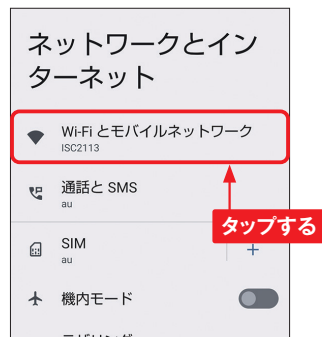 ネットワークとイン
ターネット
Wi-Fi とモバイルネットワーク
ISC2113
通話と SMS
au
タップする
SIM
au
機内モード